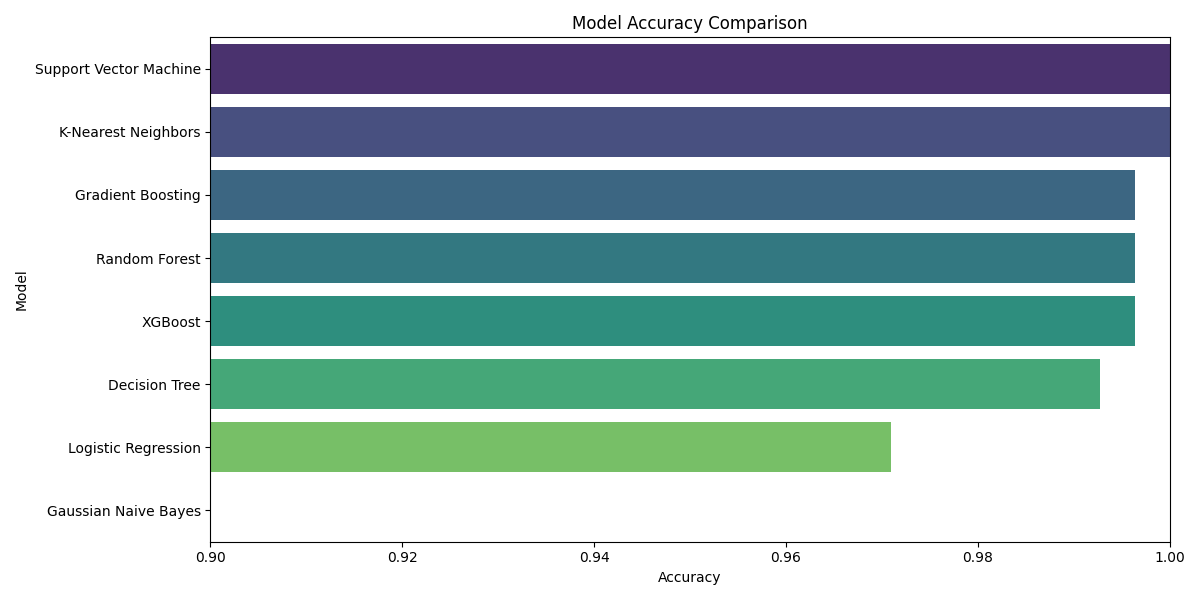 Model Accuracy Comparison
Support Vector Machine
K-Nearest Neighbors
Gradient Boosting
Random Forest
XGBoost
Decision Tree
Logistic Regression
Gaussian Naive Bayes
Model
0.90 0.92 0.94 0.96 0.98 1.00
Accuracy